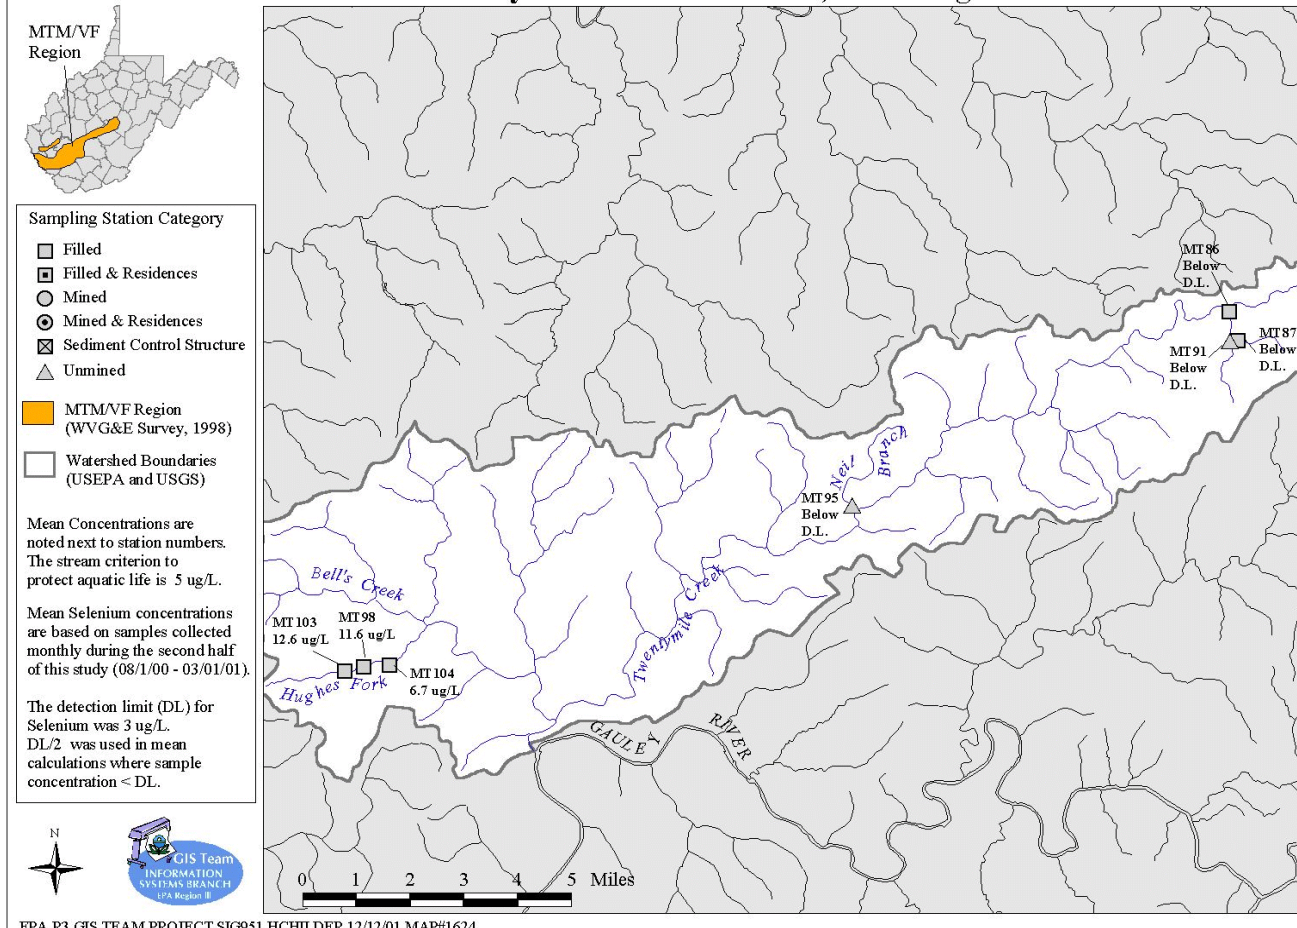 MTM/VF
Region
Sampling Station Category
Filled
Filled & Residences
Mined
Mined & Residences
Sediment Control Structure
Unmined
MTM/VF Region
(WVG&E Survey, 1998)
Watershed Boundaries
(USEPA and USGS)
Mean Concentrations are
noted next to station numbers.
The stream criterion to
protect aquatic life is 5 ug/L.
Mean Selenium concentrations
are based on samples collected
monthly during the second half
of this study (08/1/00 - 03/01/01).
The detection limit (DL) for
Selenium was 3 ug/L.
DL/2 was used in mean
calculations where sample
concentration < DL.
N
GIS Team
INFORMATION
SYSTEMS BRANCH
EPA Region III
MT86
Below
D.L.
MT87
Below
D.L.
MT91
Below
D.L.
Neil Branch
MT95
Below
D.L.
Bell's Creek
MT103
12.6 ug/L
MT98
11.6 ug/L
MT104
6.7 ug/L
Hughes Fork
Twentymile Creek
GAULEY RIVER
0 1 2 3 4 5 Miles
EPA R3 GIS TEAM PROJECT SIG951 HCHILDER 12/12/01 MAP#1624